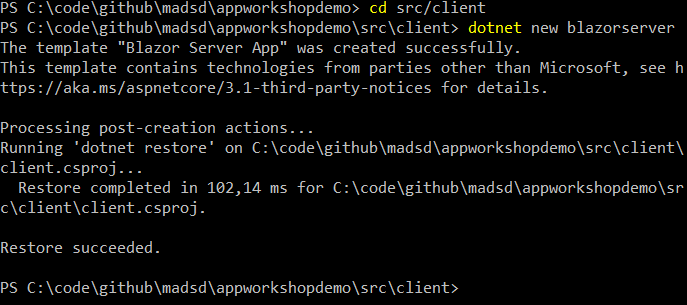 PS C:\code\github\madsd\appworkshopdemo> cd src/client
PS C:\code\github\madsd\appworkshopdemo\src\client> dotnet new blazorserver
The template "Blazor Server App" was created successfully.
This template contains technologies from parties other than Microsoft, see h
ttps://aka.ms/aspnetcore/3.1-third-party-notices for details.
Processing post-creation actions...
Running 'dotnet restore' on C:\code\github\madsd\appworkshopdemo\src\client\
client.csproj...
  Restore completed in 102,14 ms for C:\code\github\madsd\appworkshopdemo\sr
c\client\client.csproj.
Restore succeeded.
PS C:\code\github\madsd\appworkshopdemo\src\client>